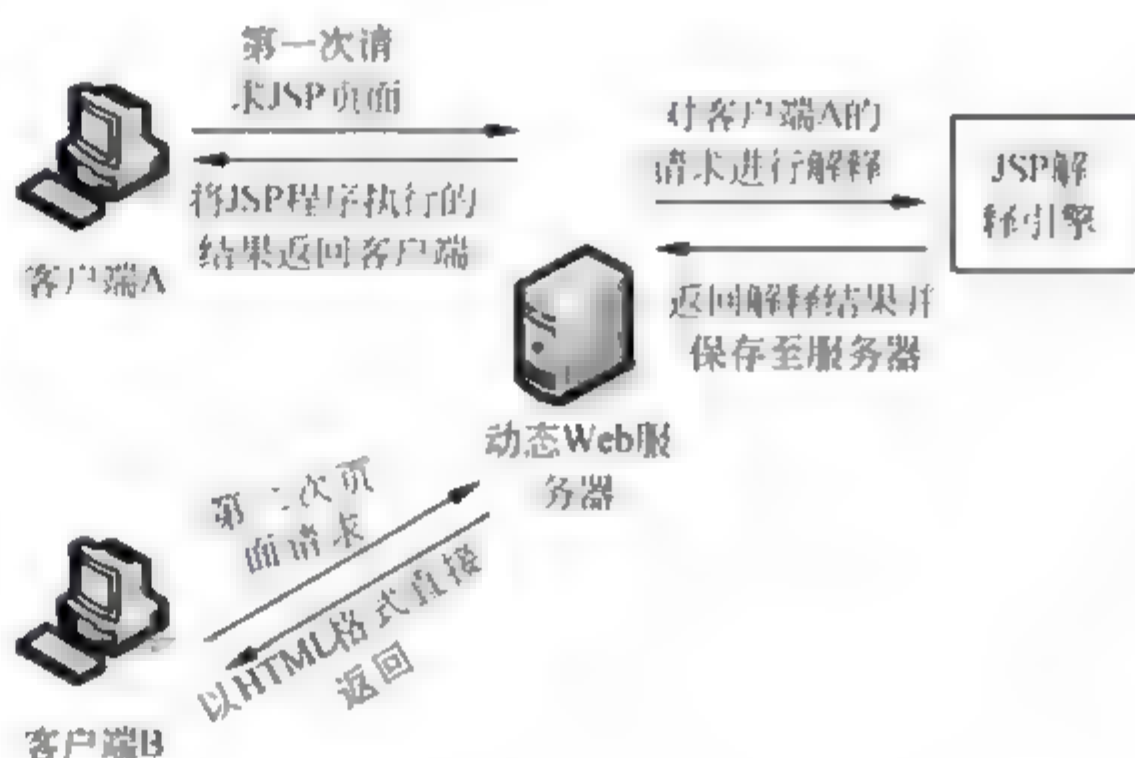 第一次请
求JSP页面
将JSP程序执行的
结果返回客户端
客户端A
对客户端A的
请求进行解释
返回解释结果并
保存至服务器
JSP解
释引擎
动态Web服
务器
第二次页
面请求
以HTML格式直接
返回
客户端B